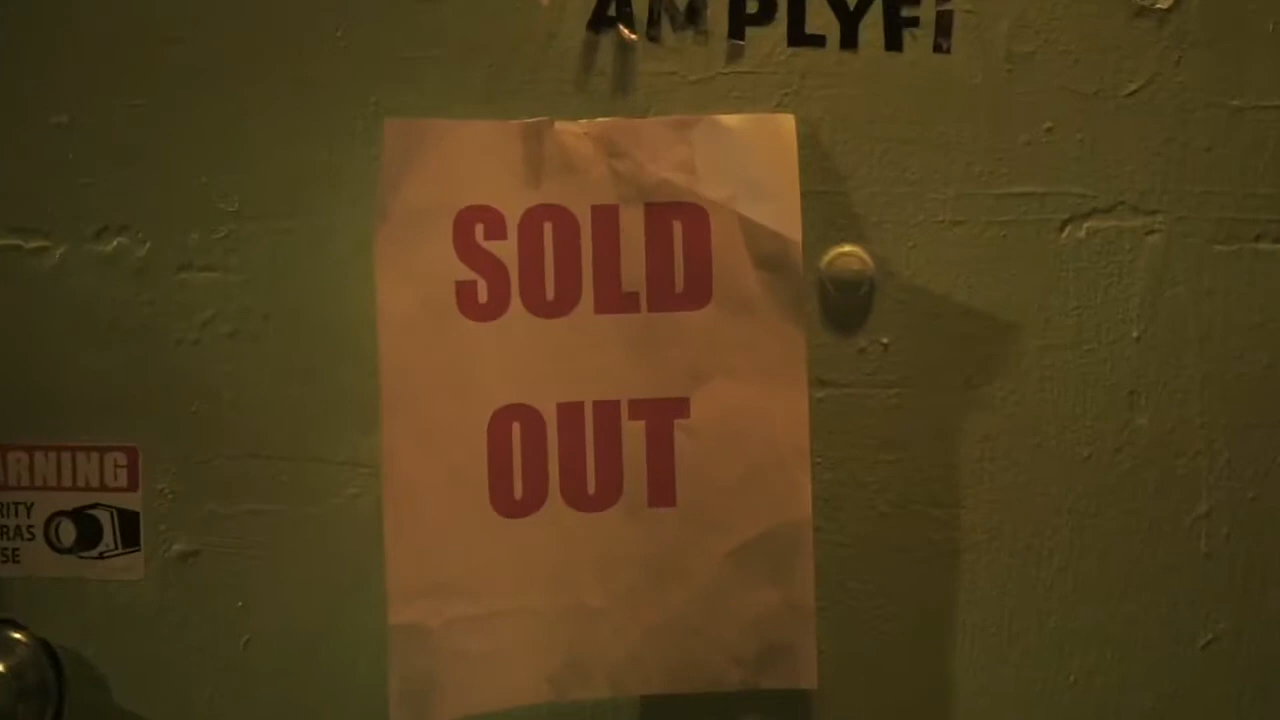 AMPLYFi
SOLD
OUT
ARNING
RITY
RAS
SE